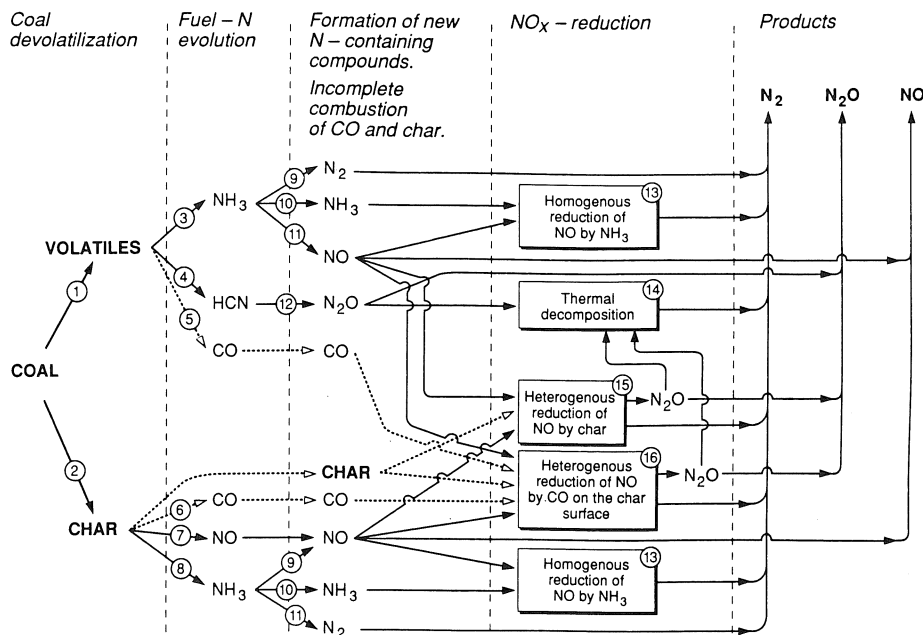 Coal
devolatilization
Fuel – N
evolution
Formation of new
N – containing
compounds.
Incomplete
combustion
of CO and char.
NOX – reduction
Products
N2
N2O
NO
9
N2
3
NH3
10
NH3
13
Homogenous
reduction of
NO by NH3
11
NO
VOLATILES
4
HCN
12
N2O
14
Thermal
decomposition
1
5
CO
CO
COAL
15
Heterogenous
reduction of
NO by char
N2O
2
CHAR
16
Heterogenous
reduction of NO
by CO on the char
surface
N2O
6
CO
CO
CHAR
7
NO
NO
8
9
13
Homogenous
reduction of
NO by NH3
NH3
10
NH3
11
N2